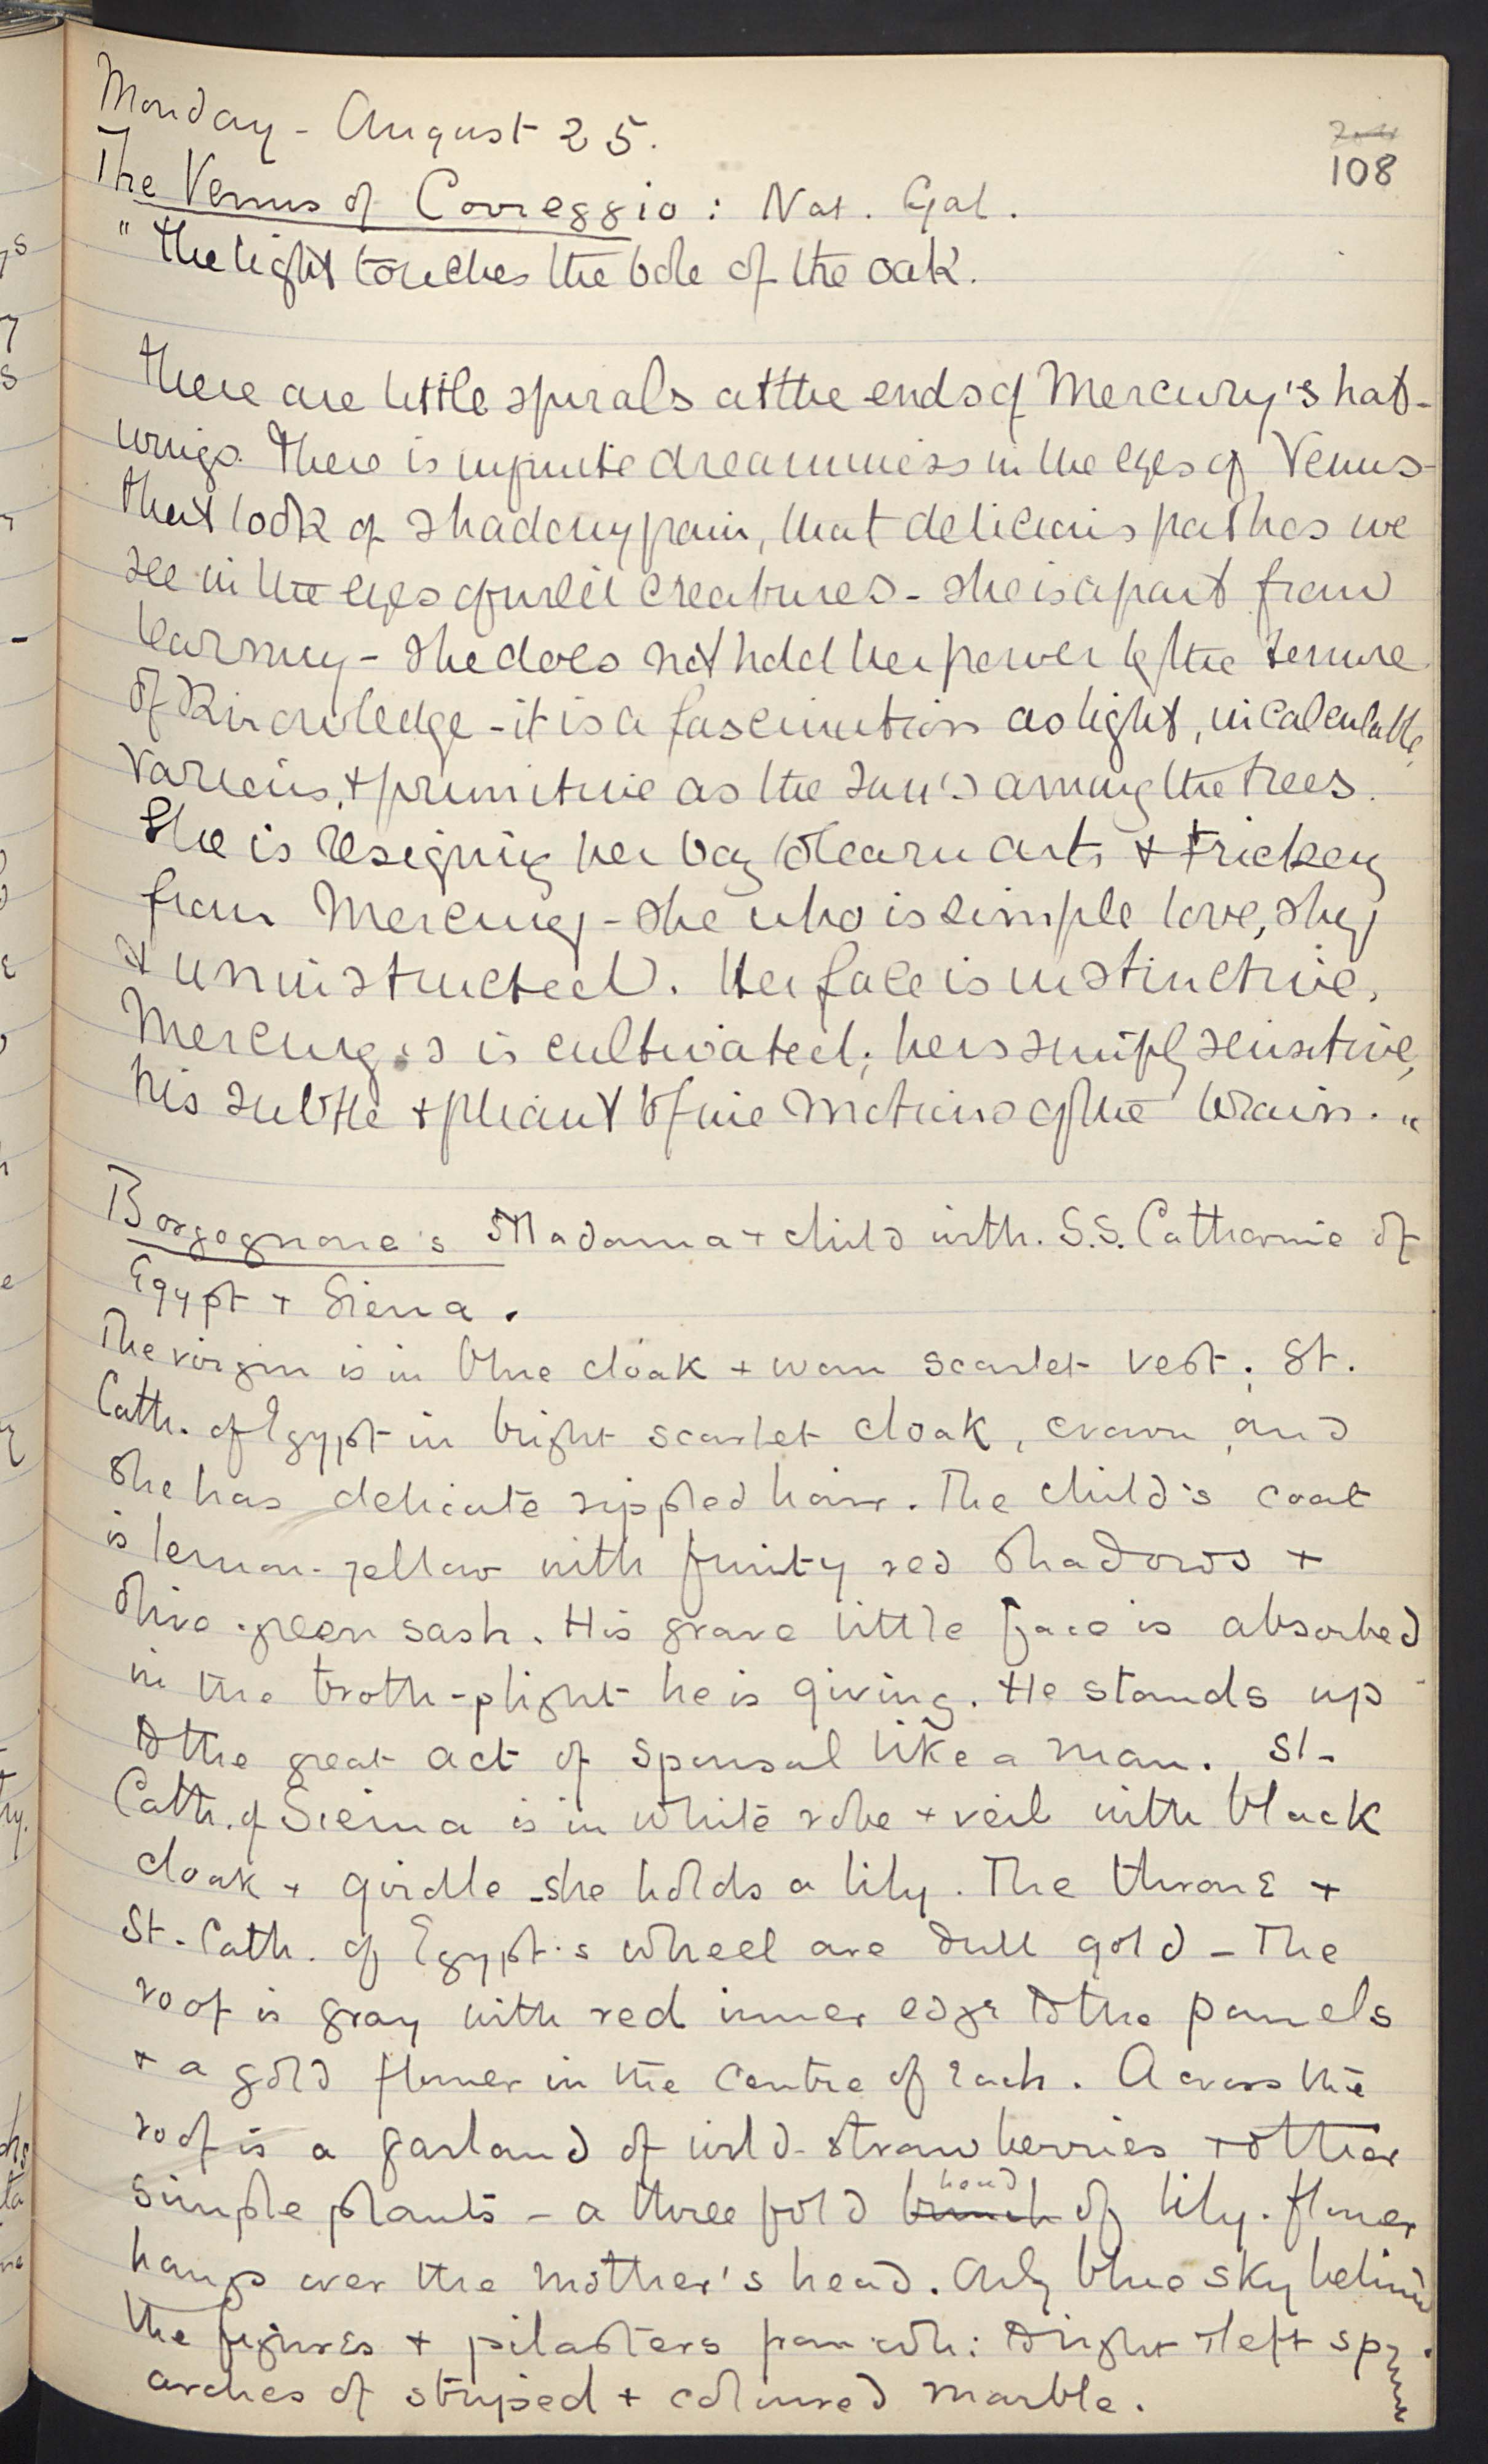 Monday - August 25.
108
The Venus of Correggio : Nat. Gal.
" the light touches the bole of the oak.
There are little spirals at the ends of Mercury's hat-
wings. There is infinite dreaminess in the eyes of Venus -
that look of shadowy pain, that delicious pathos we
see in the eyes of wild creatures - she is apart from
learning - she does not hold her power by the tenure
of Knowledge - it is a fascination as light, incalculable,
various, + primitive as the sun's among the trees.
She is resigning her boy to learn arts + trickery
from Mercury - she who is simple love, shy
+ uninstructed. Her face is instinctive,
Mercury's is cultivated; hers simply sensitive,
his subtle + pliant to fine motions of the brain. "
Borgognone's Madonna + child with. S.S. Catharine of
Egypt + Siena.
The virgin is in blue cloak + wan scarlet vest. St.
Cath. of Egypt in bright scarlet cloak, crown, and
she has delicate rippled hair. The child's coat
is lemon-yellow with fruity red shadows +
olive-green sash. His grave little face is absorbed
in the troth-plight he is giving. He stands up
to the great act of spousal like a man. St.
Cath. of Siena is in white robe + veil with black
cloak + girdle - she holds a lily. The throne +
St. Cath. of Egypt's wheel are dull gold - The
roof is gray with red inner edge to the panels
+ a gold flower in the centre of each. Across the
roof is a garland of wild-strawberries + other
simple plants - a three fold bunch head of lily-flower
hangs over the mother's head. Only blue sky behind
the figures + pilasters from wh: to right + left spring
arches of striped + coloured marble.